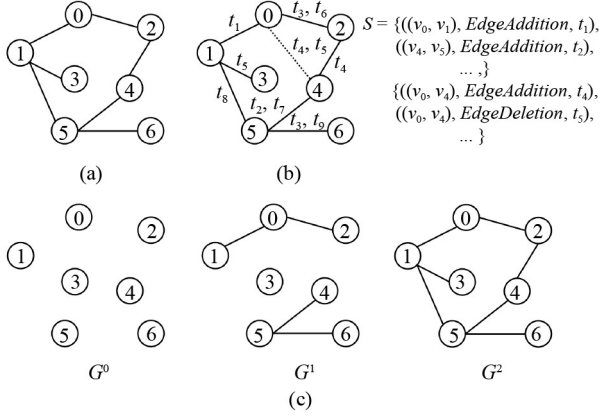 0
t₁
t₃, t₆
2
1
t₄, t₅
t₄
3
t₅
4
t₈
t₂, t₇
t₃, t₉
5
6
(a)
(b)
S = {((v₀, v₁), EdgeAddition, t₁),
((v₄, v₅), EdgeAddition, t₂),
... ,}
{((v₀, v₄), EdgeAddition, t₄),
((v₀, v₄), EdgeDeletion, t₅),
... }
0
2
1
3
4
5
6
G⁰
0
2
1
3
4
5
6
G¹
0
2
1
3
4
5
6
G²
(c)
0
2
1
3
4
5
6